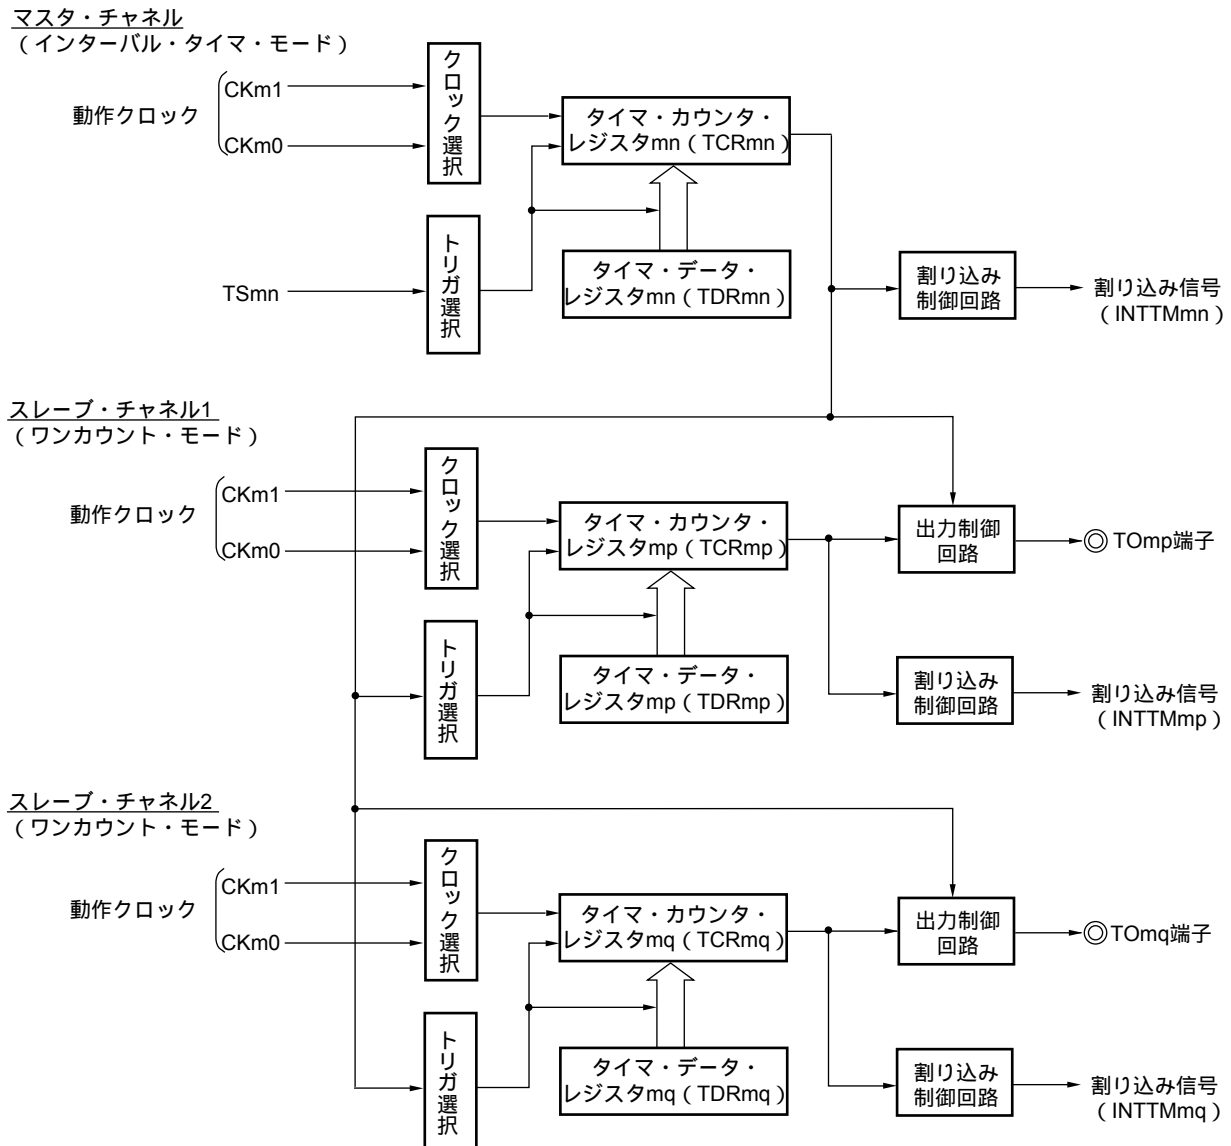 マスタ・チャネル
（インターバル・タイマ・モード）
動作クロック
CKm1
CKm0
クロック選択
タイマ・カウンタ・
レジスタmn（TCRmn）
TSmn
トリガ選択
タイマ・データ・
レジスタmn（TDRmn）
割り込み
制御回路
割り込み信号
（INTTMmn）
スレーブ・チャネル1
（ワンカウント・モード）
動作クロック
CKm1
CKm0
クロック選択
タイマ・カウンタ・
レジスタmp（TCRmp）
出力制御
回路
TOmp端子
トリガ選択
タイマ・データ・
レジスタmp（TDRmp）
割り込み
制御回路
割り込み信号
（INTTMmp）
スレーブ・チャネル2
（ワンカウント・モード）
動作クロック
CKm1
CKm0
クロック選択
タイマ・カウンタ・
レジスタmq（TCRmq）
出力制御
回路
TOmq端子
トリガ選択
タイマ・データ・
レジスタmq（TDRmq）
割り込み
制御回路
割り込み信号
（INTTMmq）